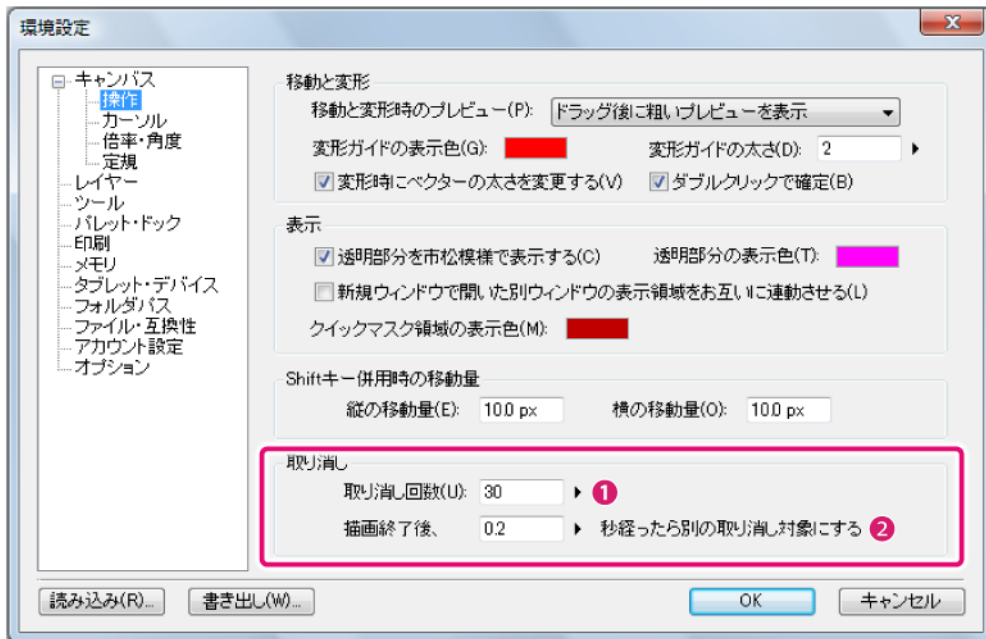 環境設定
キャンバス
操作
カーソル
倍率・角度
定規
レイヤー
ツール
パレット・ドック
印刷
メモリ
タブレット・デバイス
フォルダパス
ファイル・互換性
アカウント設定
オプション
移動と変形
移動と変形時のプレビュー(P): ドラッグ後に粗いプレビューを表示
変形ガイドの表示色(G): 変形ガイドの太さ(D): 2
変形時にベクターの太さを変更する(V) ダブルクリックで確定(B)
表示
透明部分を市松模様で表示する(C) 透明部分の表示色(T):
新規ウィンドウで開いた別ウィンドウの表示領域をお互いに連動させる(L)
クイックマスク領域の表示色(M):
Shiftキー併用時の移動量
縦の移動量(E): 10.0 px 横の移動量(O): 10.0 px
取り消し
取り消し回数(U): 30 ❶
描画終了後、 0.2 秒経ったら別の取り消し対象にする ❷
読み込み(R)... 書き出し(W)... OK キャンセル